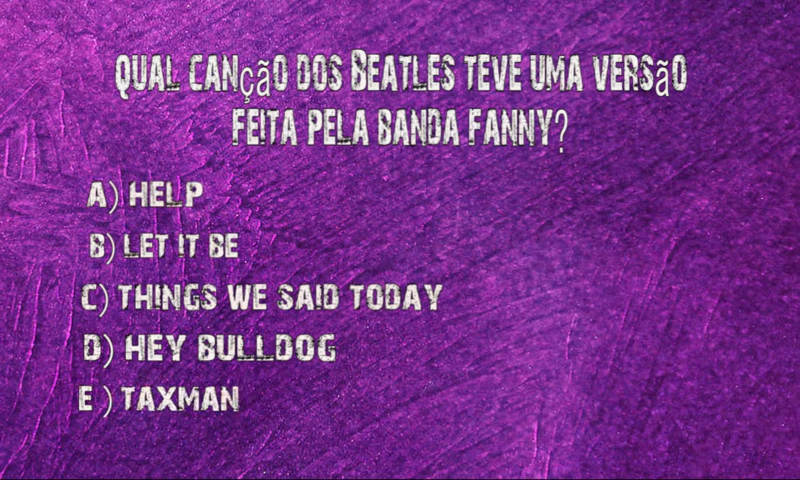 QUAL CANÇÃO DOS BEATLES TEVE UMA VERSÃO
FEITA PELA BANDA FANNY?
A) HELP
B) LET IT BE
C) THINGS WE SAID TODAY
D) HEY BULLDOG
E ) TAXMAN